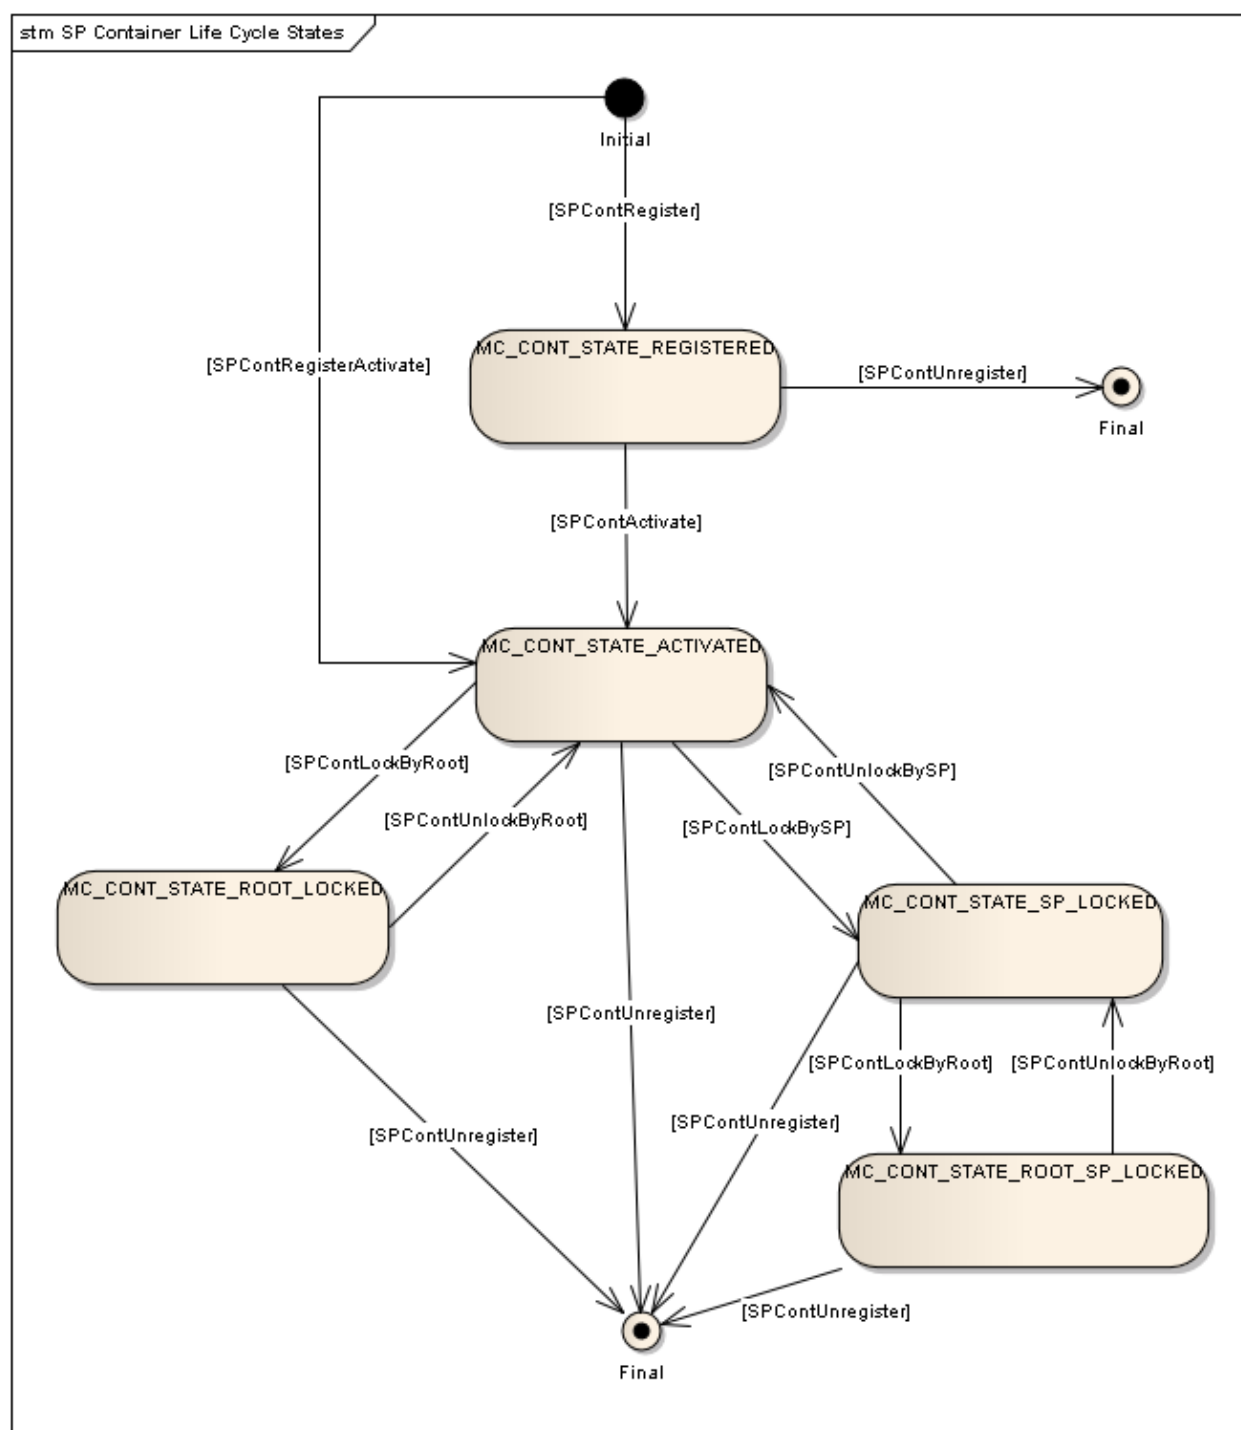 stm SP Container Life Cycle States
Initial
[SPContRegister]
MC_CONT_STATE_REGISTERED
[SPContRegisterActivate]
[SPContUnregister]
Final
[SPContActivate]
MC_CONT_STATE_ACTIVATED
[SPContLockByRoot]
[SPContUnlockBySP]
[SPContUnlockByRoot]
[SPContLockBySP]
MC_CONT_STATE_ROOT_LOCKED
MC_CONT_STATE_SP_LOCKED
[SPContUnregister]
[SPContLockByRoot]
[SPContUnlockByRoot]
[SPContUnregister]
[SPContUnregister]
MC_CONT_STATE_ROOT_SP_LOCKED
[SPContUnregister]
Final